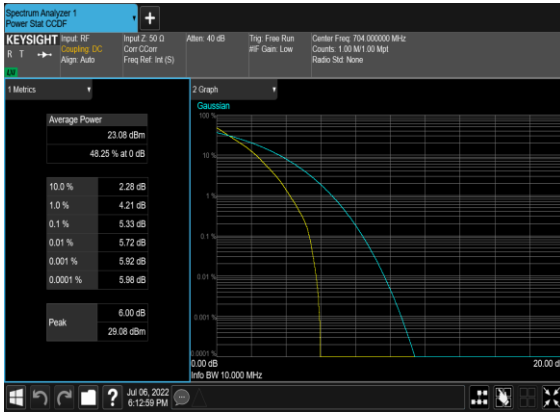 Spectrum Analyzer 1
Power Stat CCDF
+
KEYSIGHT
R T
LXI
Input: RF
Coupling: DC
Align: Auto
Input Z: 50 Ω
Corr CCorr
Freq Ref: Int (S)
Atten: 40 dB
Trig: Free Run
#IF Gain: Low
Center Freq: 704.000000 MHz
Counts: 1.00 M/1.00 Mpt
Radio Std: None
1 Metrics
Average Power
23.08 dBm
48.25 % at 0 dB
10.0 % 2.28 dB
1.0 % 4.21 dB
0.1 % 5.33 dB
0.01 % 5.72 dB
0.001 % 5.92 dB
0.0001 % 5.98 dB
Peak
6.00 dB
29.08 dBm
2 Graph
Gaussian
100 %
10 %
1 %
0.1 %
0.01 %
0.001 %
0.0001 %
0.00 dB
20.00 d
Info BW 10.000 MHz
?
Jul 06, 2022
6:12:59 PM